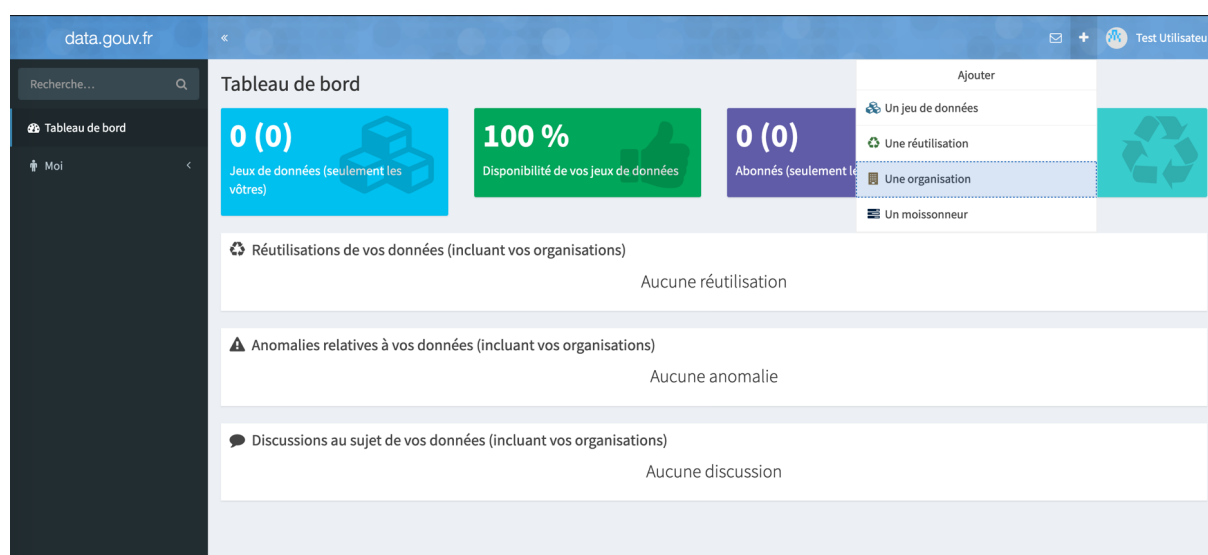 data.gouv.fr
«
+
Test Utilisateu
Recherche...
Tableau de bord
Moi
Tableau de bord
0 (0)
Jeux de données (seulement les
vôtres)
100 %
Disponibilité de vos jeux de données
0 (0)
Abonnés (seulement le
Ajouter
Un jeu de données
Une réutilisation
Une organisation
Un moissonneur
Réutilisations de vos données (incluant vos organisations)
Aucune réutilisation
Anomalies relatives à vos données (incluant vos organisations)
Aucune anomalie
Discussions au sujet de vos données (incluant vos organisations)
Aucune discussion